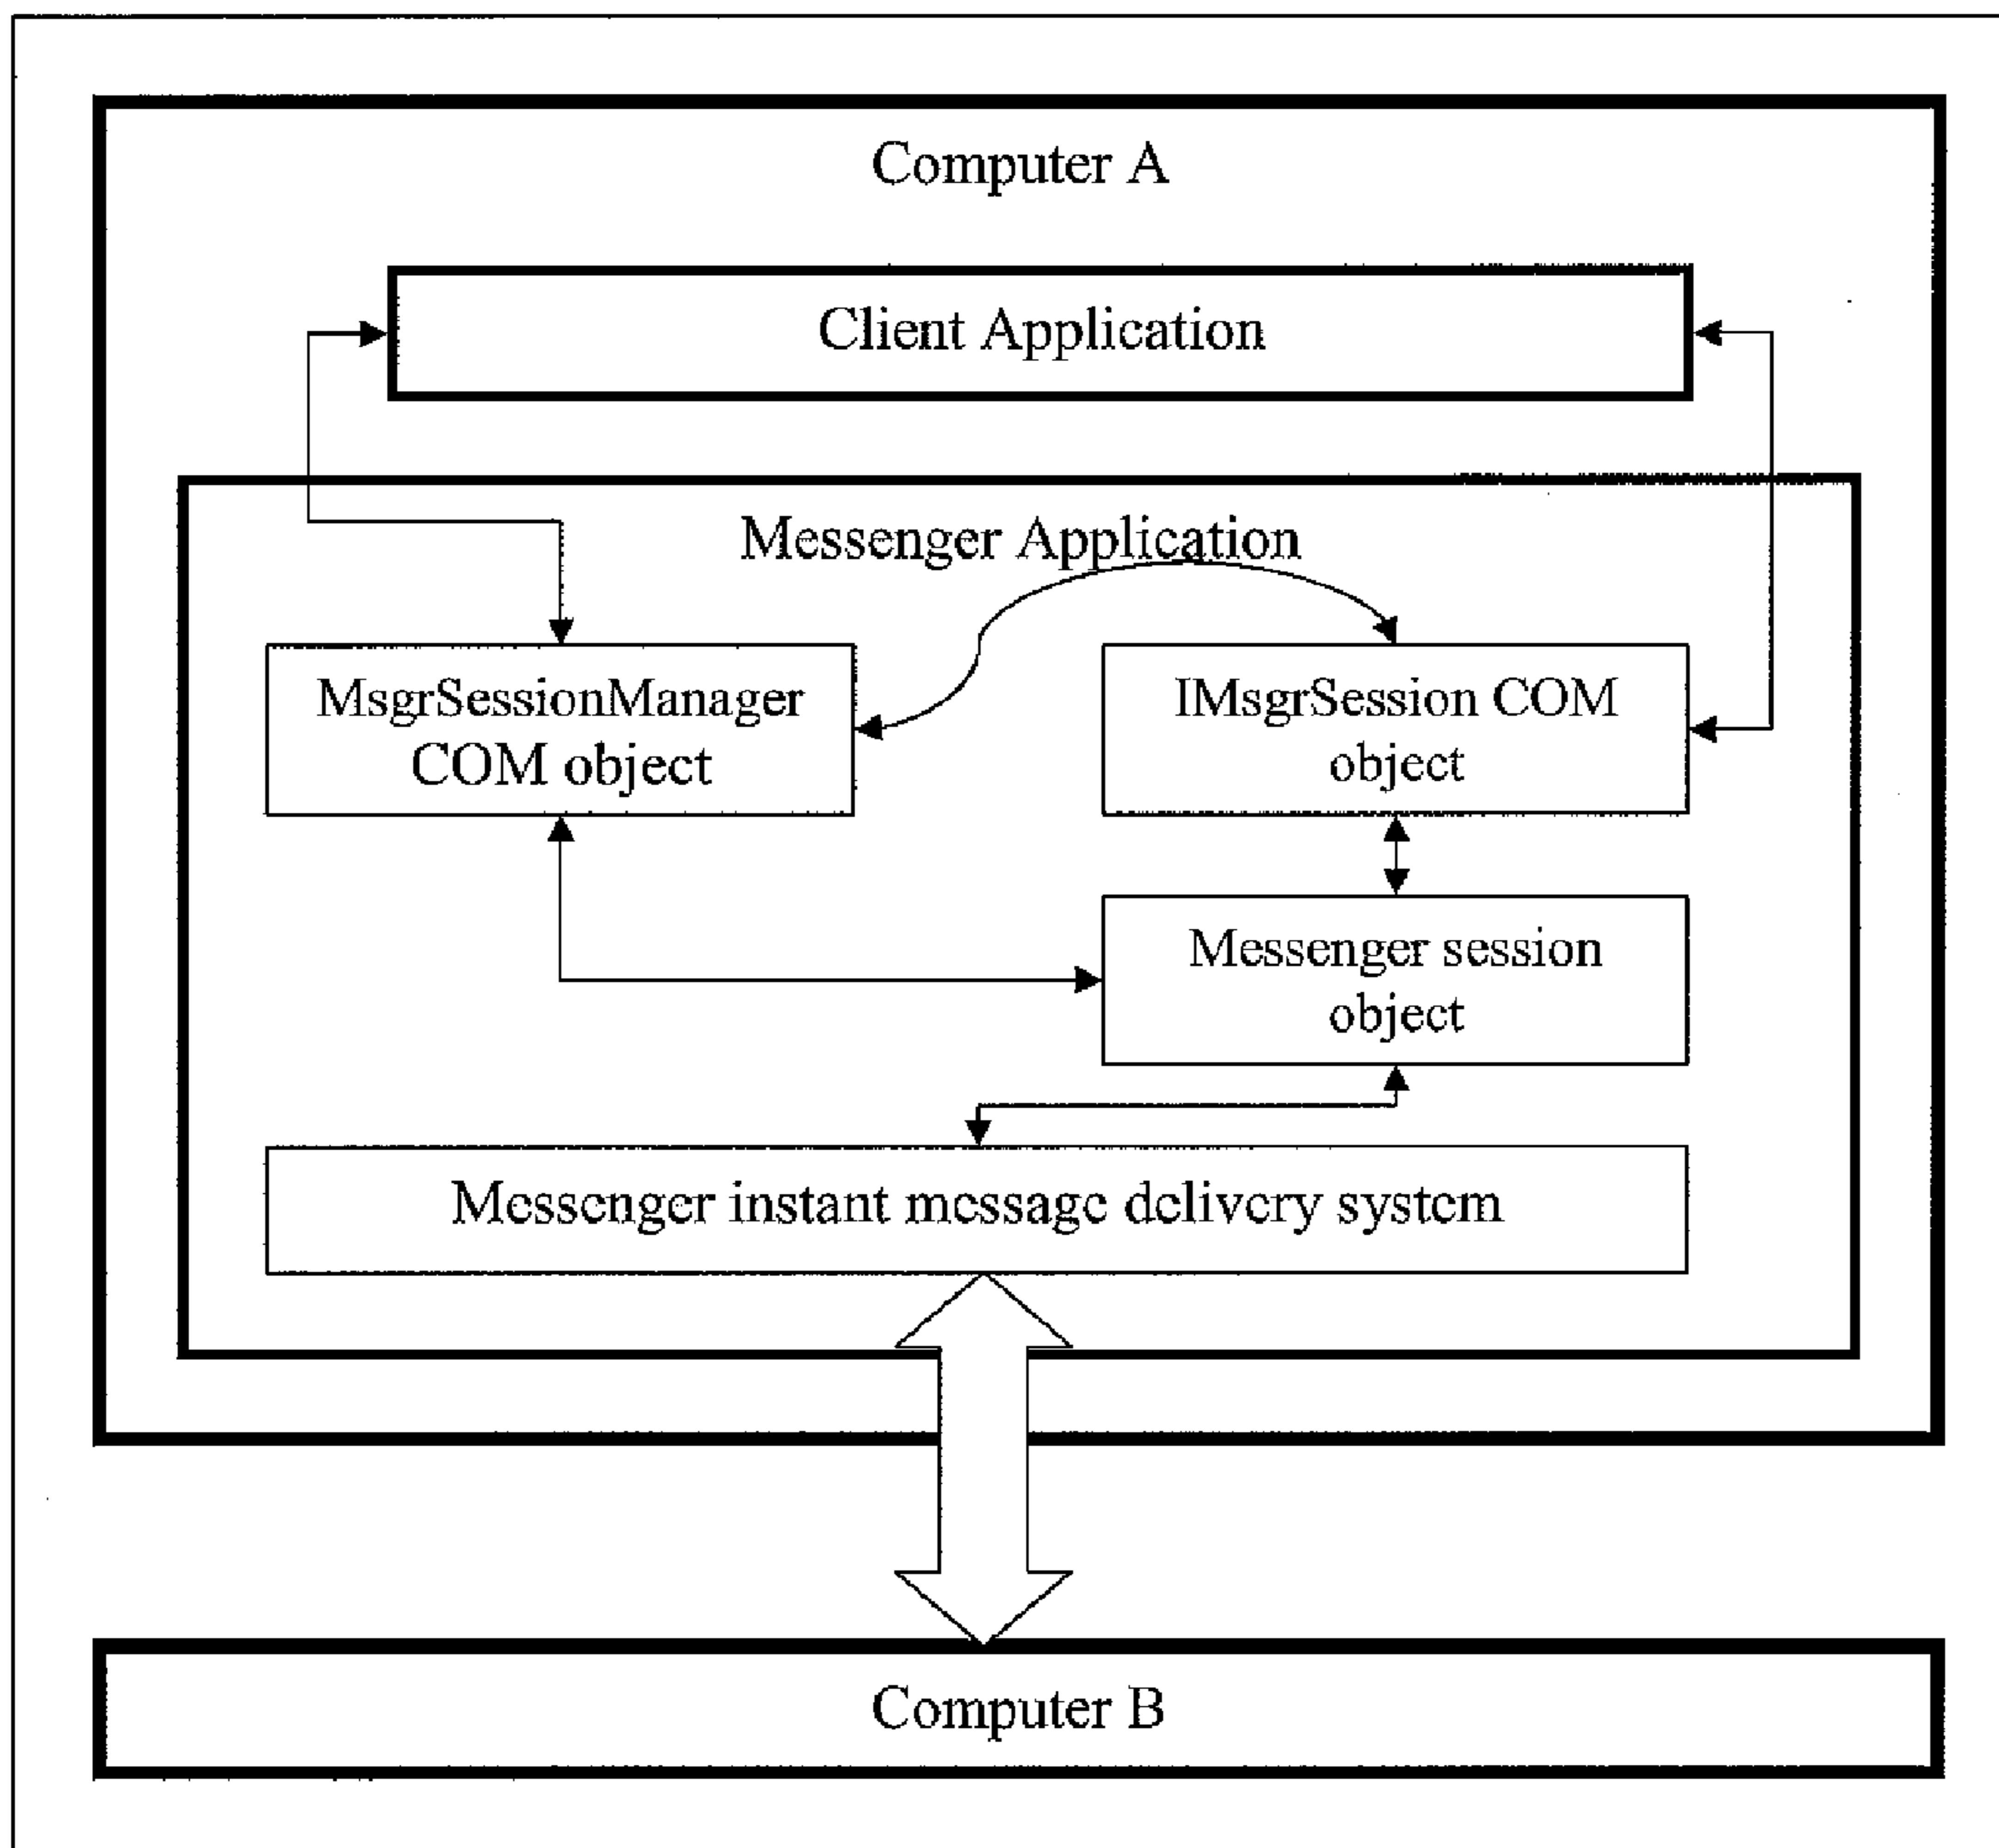 Computer A
Client Application
Messenger Application
MsgrSessionManager
COM object
IMsgrSession COM
object
Messenger session
object
Messenger instant message delivery system
Computer B